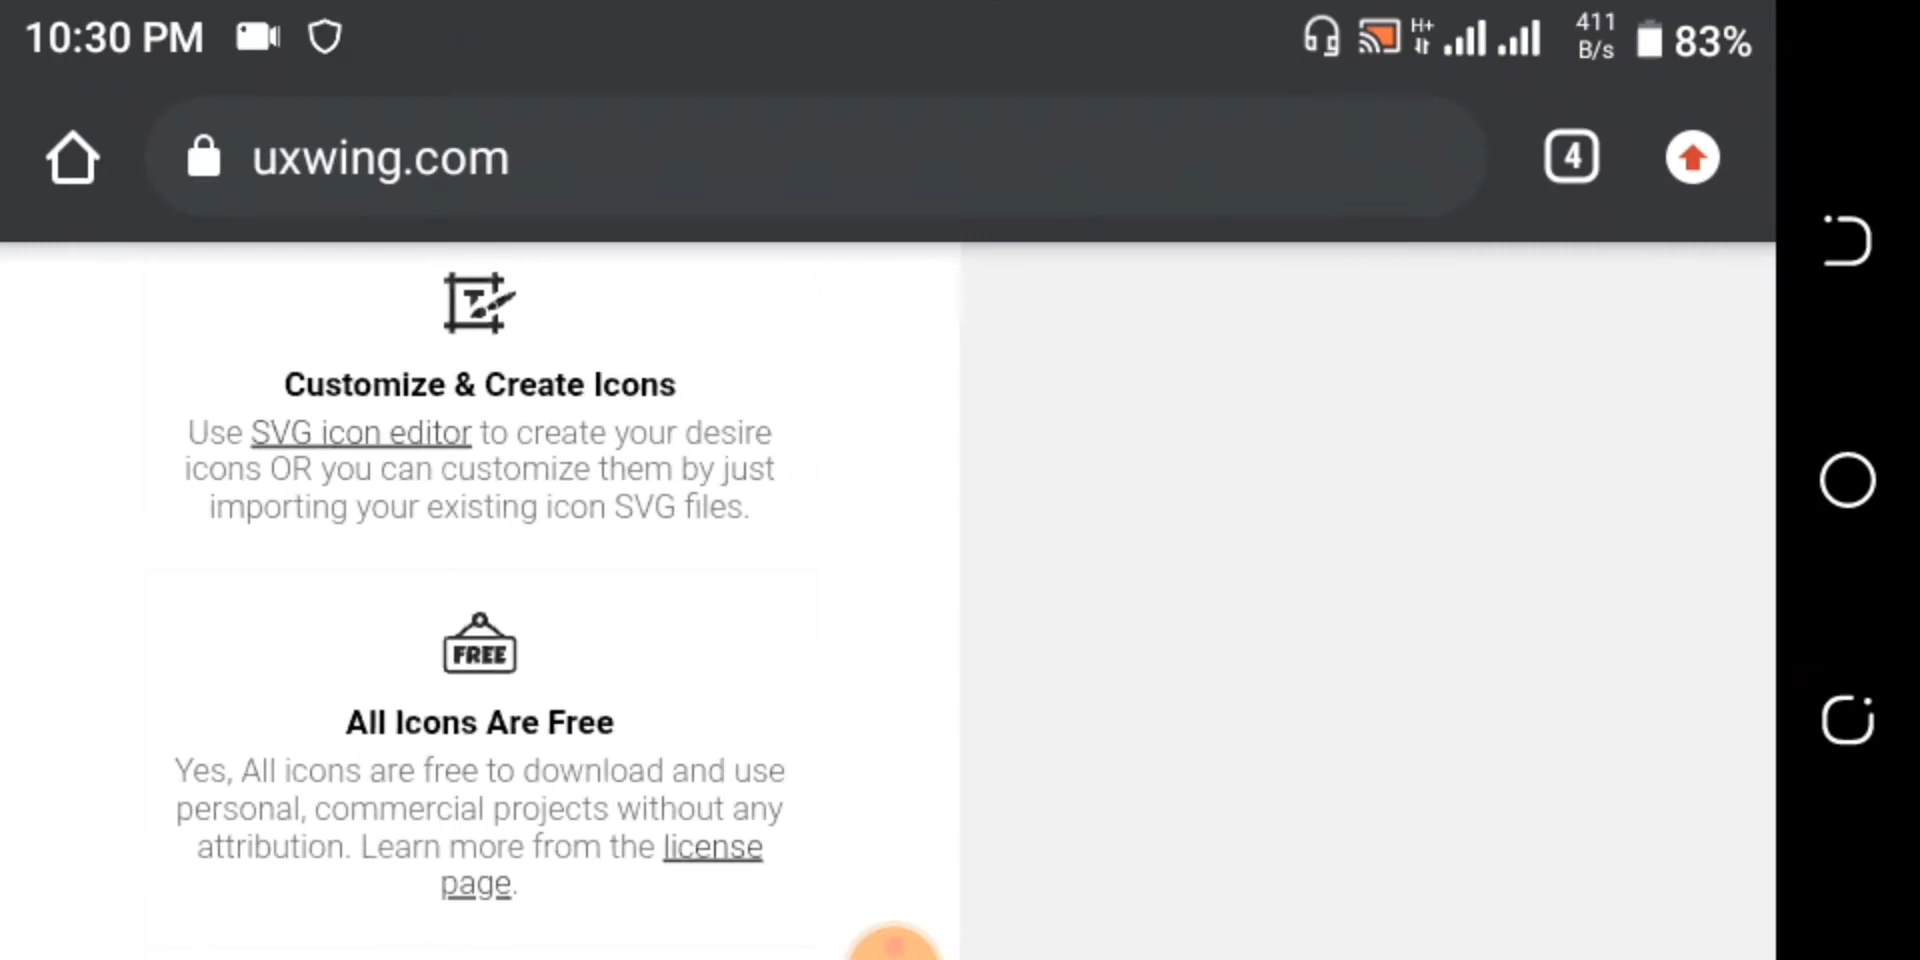 10:30 PM
H+
411
B/s
83%
uxwing.com
4
Customize & Create Icons
Use SVG icon editor to create your desire
icons OR you can customize them by just
importing your existing icon SVG files.
FREE
All Icons Are Free
Yes, All icons are free to download and use
personal, commercial projects without any
attribution. Learn more from the license
page.